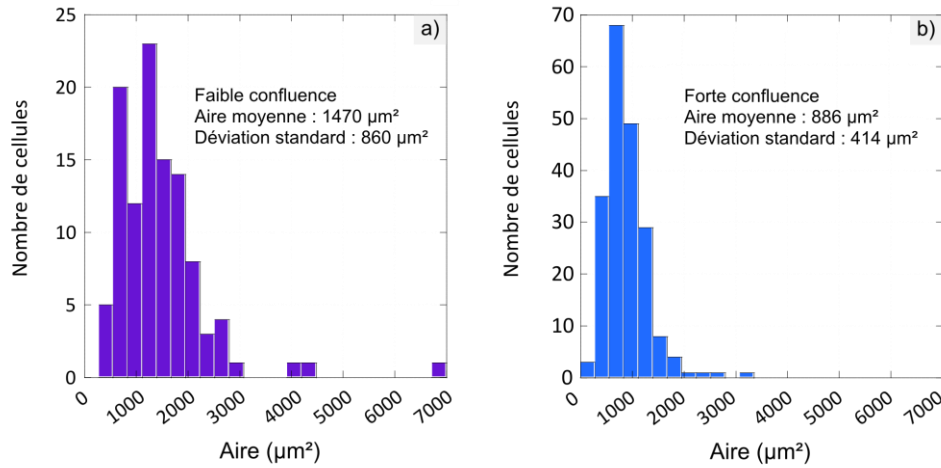 a)
Nombre de cellules
25
20
15
10
5
0
Faible confluence
Aire moyenne : 1470 µm²
Déviation standard : 860 µm²
0 1000 2000 3000 4000 5000 6000 7000
Aire (µm²)
b)
Nombre de cellules
70
60
50
40
30
20
10
0
Forte confluence
Aire moyenne : 886 µm²
Déviation standard : 414 µm²
0 1000 2000 3000 4000 5000 6000 7000
Aire (µm²)